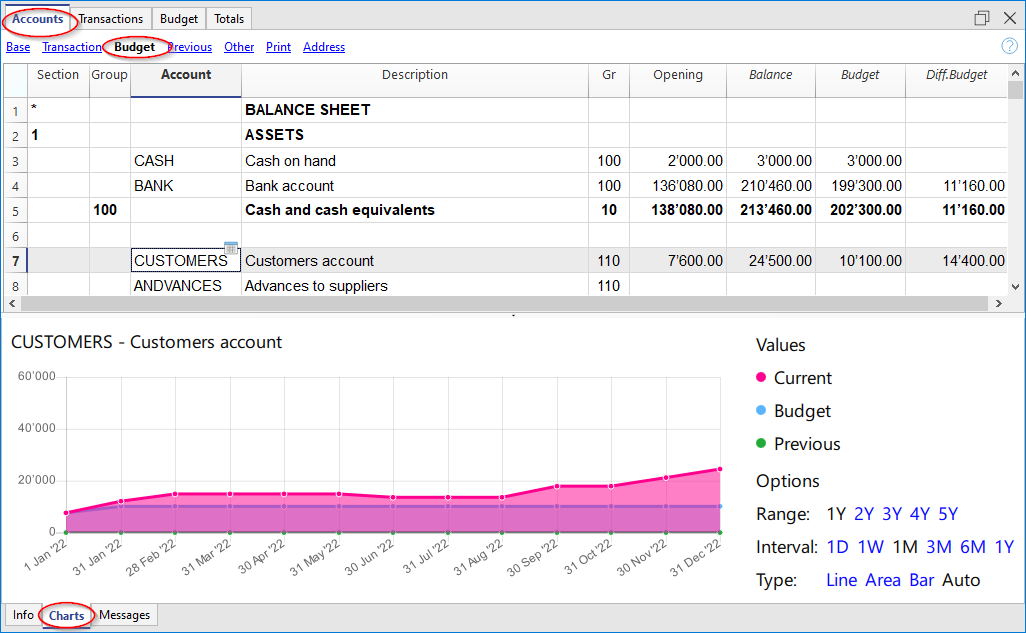 Accounts Transactions Budget Totals
Base Transaction Budget Previous Other Print Address ?
Section Group Account Description Gr Opening Balance Budget Diff.Budget
1 * BALANCE SHEET
2 1 ASSETS
3 CASH Cash on hand 100 2’000.00 3’000.00 3’000.00
4 BANK Bank account 100 136’080.00 210’460.00 199’300.00 11’160.00
5 100 Cash and cash equivalents 10 138’080.00 213’460.00 202’300.00 11’160.00
6
7 CUSTOMERS Customers account 110 7’600.00 24’500.00 10’100.00 14’400.00
8 ANDVANCES Advances to suppliers 110
CUSTOMERS - Customers account
60'000
40'000
20'000
0
1 Jan '22 31 Jan '22 28 Feb '22 31 Mar '22 30 Apr '22 31 May '22 30 Jun '22 31 Jul '22 31 Aug '22 30 Sep '22 31 Oct '22 30 Nov '22 31 Dec '22
Values
Current
Budget
Previous
Options
Range: 1Y 2Y 3Y 4Y 5Y
Interval: 1D 1W 1M 3M 6M 1Y
Type: Line Area Bar Auto
Info Charts Messages